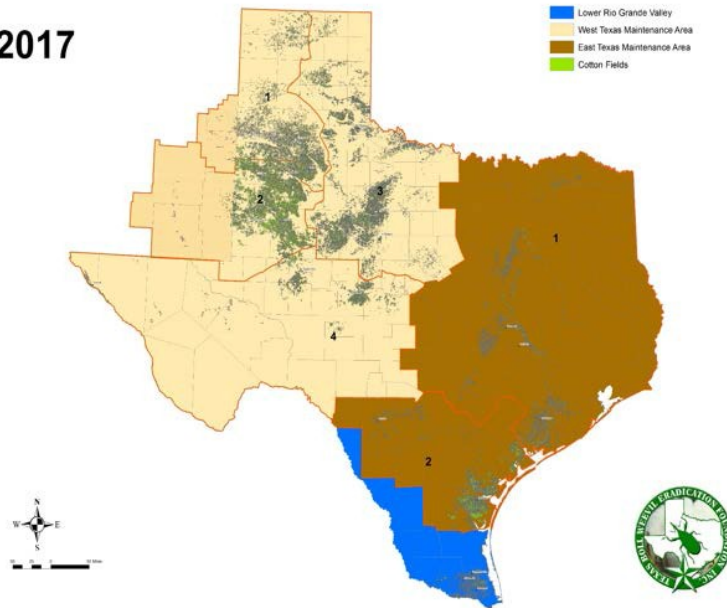 2017
Lower Rio Grande Valley
West Texas Maintenance Area
East Texas Maintenance Area
Cotton Fields
1
2
3
1
4
2
N
W
E
S
TEXAS BOLL WEEVIL ERADICATION FOUNDATION, INC